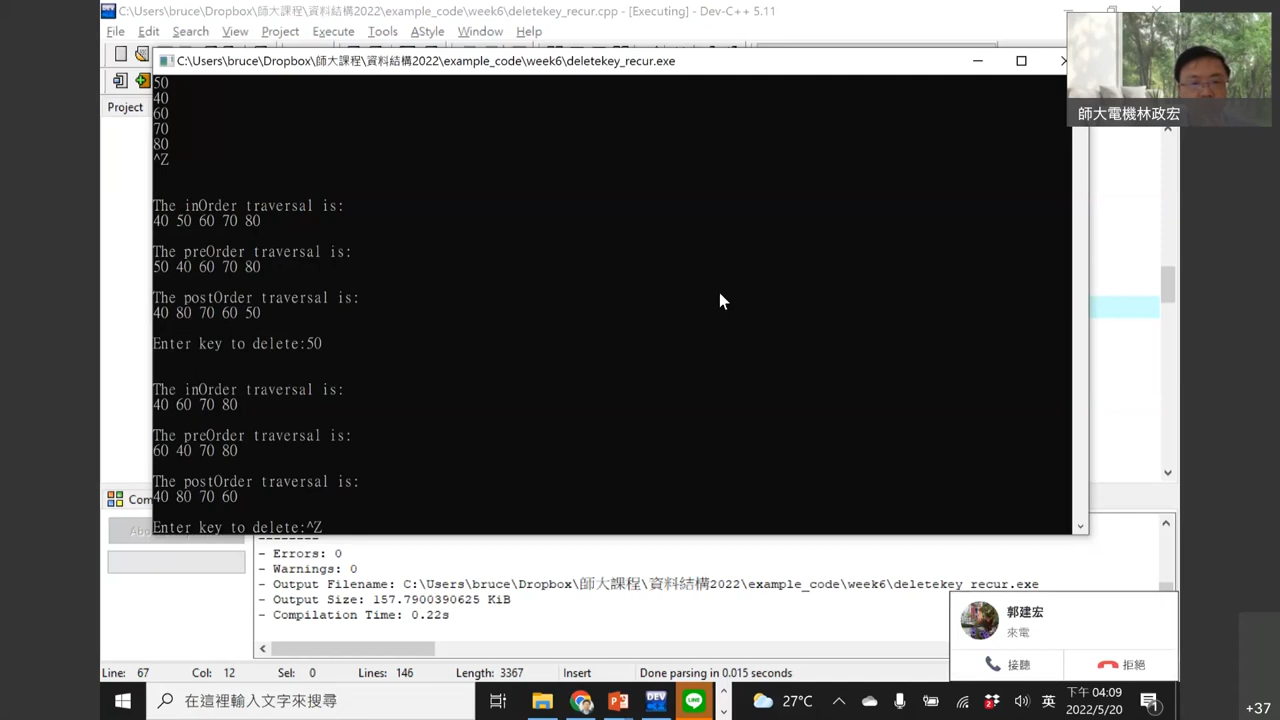 C:\Users\bruce\Dropbox\師大課程\資料結構2022\example_code\week6\deletekey_recur.cpp - [Executing] - Dev-C++ 5.11
File Edit Search View Project Execute Tools AStyle Window Help
C:\Users\bruce\Dropbox\師大課程\資料結構2022\example_code\week6\deletekey_recur.exe
師大電機林政宏
Project
50
40
60
70
80
^Z
The inOrder traversal is:
40 50 60 70 80
The preOrder traversal is:
50 40 60 70 80
The postOrder traversal is:
40 80 70 60 50
Enter key to delete:50
The inOrder traversal is:
40 60 70 80
The preOrder traversal is:
60 40 70 80
The postOrder traversal is:
40 80 70 60
Enter key to delete:^Z
--------
- Errors: 0
- Warnings: 0
- Output Filename: C:\Users\bruce\Dropbox\師大課程\資料結構2022\example_code\week6\deletekey_recur.exe
- Output Size: 157.7900390625 KiB
- Compilation Time: 0.22s
郭建宏
來電
接聽 拒絕
Line: 67 Col: 12 Sel: 0 Lines: 146 Length: 3367 Insert Done parsing in 0.015 seconds
在這裡輸入文字來搜尋
DEV
LINE
27°C
英
下午 04:09
2022/5/20
1
+37